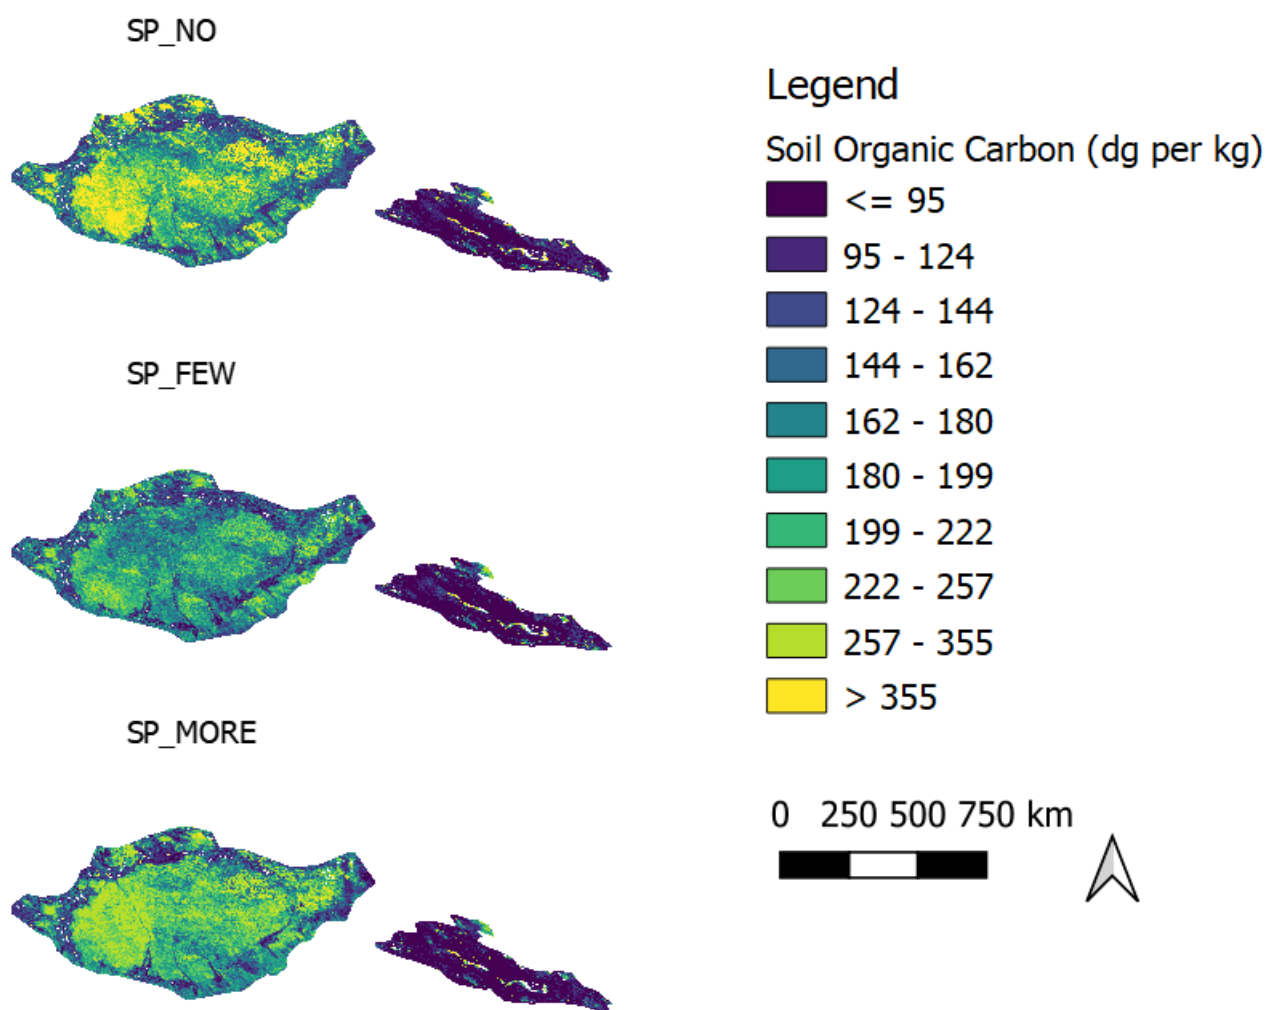 SP_NO
SP_FEW
SP_MORE
Legend
Soil Organic Carbon (dg per kg)
<= 95
95 - 124
124 - 144
144 - 162
162 - 180
180 - 199
199 - 222
222 - 257
257 - 355
> 355
0 250 500 750 km